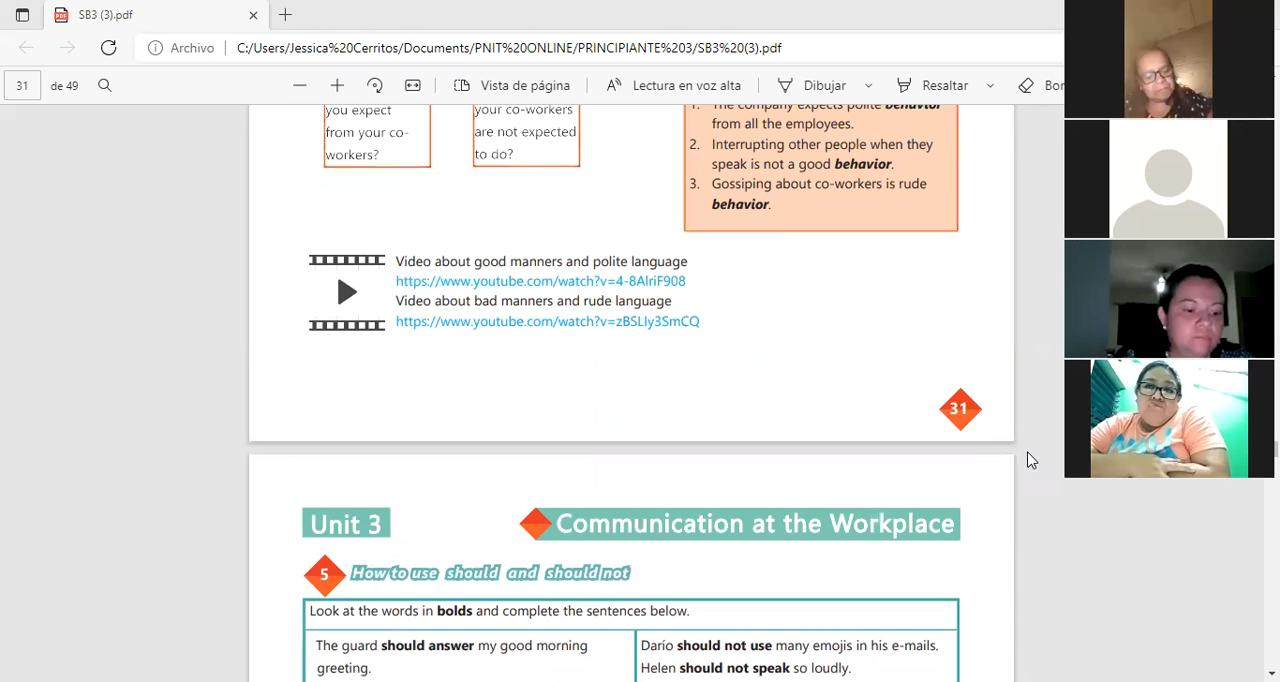 SB3 (3).pdf
Archivo
C:/Users/Jessica%20Cerritos/Documents/PNIT%20ONLINE/PRINCIPIANTE%203/SB3%20(3).pdf
31 de 49
Vista de página
Lectura en voz alta
Dibujar
Resaltar
Bor
you expect
from your co-
workers?
your co-workers
are not expected
to do?
1. The company expects polite behavior
from all the employees.
2. Interrupting other people when they
speak is not a good behavior.
3. Gossiping about co-workers is rude
behavior.
Video about good manners and polite language
https://www.youtube.com/watch?v=4-8AlriF908
Video about bad manners and rude language
https://www.youtube.com/watch?v=zBSLIy3SmCQ
31
Unit 3
Communication at the Workplace
5
How to use should and should not
Look at the words in bolds and complete the sentences below.
The guard should answer my good morning
greeting.
Darío should not use many emojis in his e-mails.
Helen should not speak so loudly.